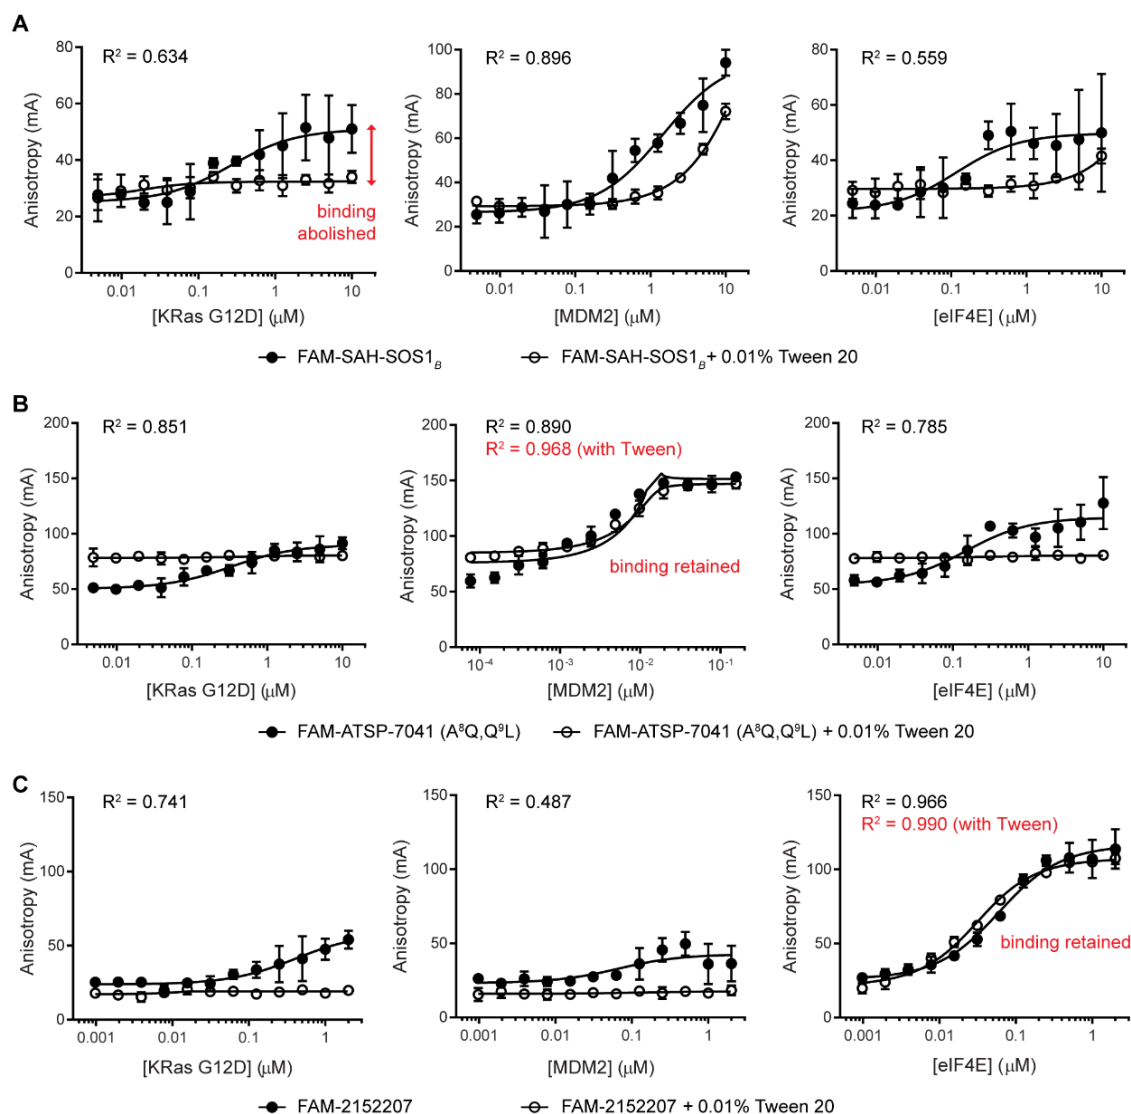 A
R² = 0.634
Anisotropy (mA)
80
60
40
20
0
0.01 0.1 1 10
[KRas G12D] (μM)
binding
abolished
R² = 0.896
Anisotropy (mA)
100
80
60
40
20
0
0.01 0.1 1 10
[MDM2] (μM)
R² = 0.559
Anisotropy (mA)
80
60
40
20
0
0.01 0.1 1 10
[eIF4E] (μM)
FAM-SAH-SOS1B FAM-SAH-SOS1B + 0.01% Tween 20
B
R² = 0.851
Anisotropy (mA)
200
150
100
50
0
0.01 0.1 1 10
[KRas G12D] (μM)
R² = 0.890
R² = 0.968 (with Tween)
Anisotropy (mA)
200
150
100
50
0
binding retained
10⁻⁴ 10⁻³ 10⁻² 10⁻¹
[MDM2] (μM)
R² = 0.785
Anisotropy (mA)
200
150
100
50
0
0.01 0.1 1 10
[eIF4E] (μM)
FAM-ATSP-7041 (A⁸Q,Q⁹L) FAM-ATSP-7041 (A⁸Q,Q⁹L) + 0.01% Tween 20
C
R² = 0.741
Anisotropy (mA)
150
100
50
0
0.001 0.01 0.1 1
[KRas G12D] (μM)
R² = 0.487
Anisotropy (mA)
150
100
50
0
0.001 0.01 0.1 1
[MDM2] (μM)
R² = 0.966
R² = 0.990 (with Tween)
Anisotropy (mA)
150
100
50
0
binding retained
0.001 0.01 0.1 1
[eIF4E] (μM)
FAM-2152207 FAM-2152207 + 0.01% Tween 20